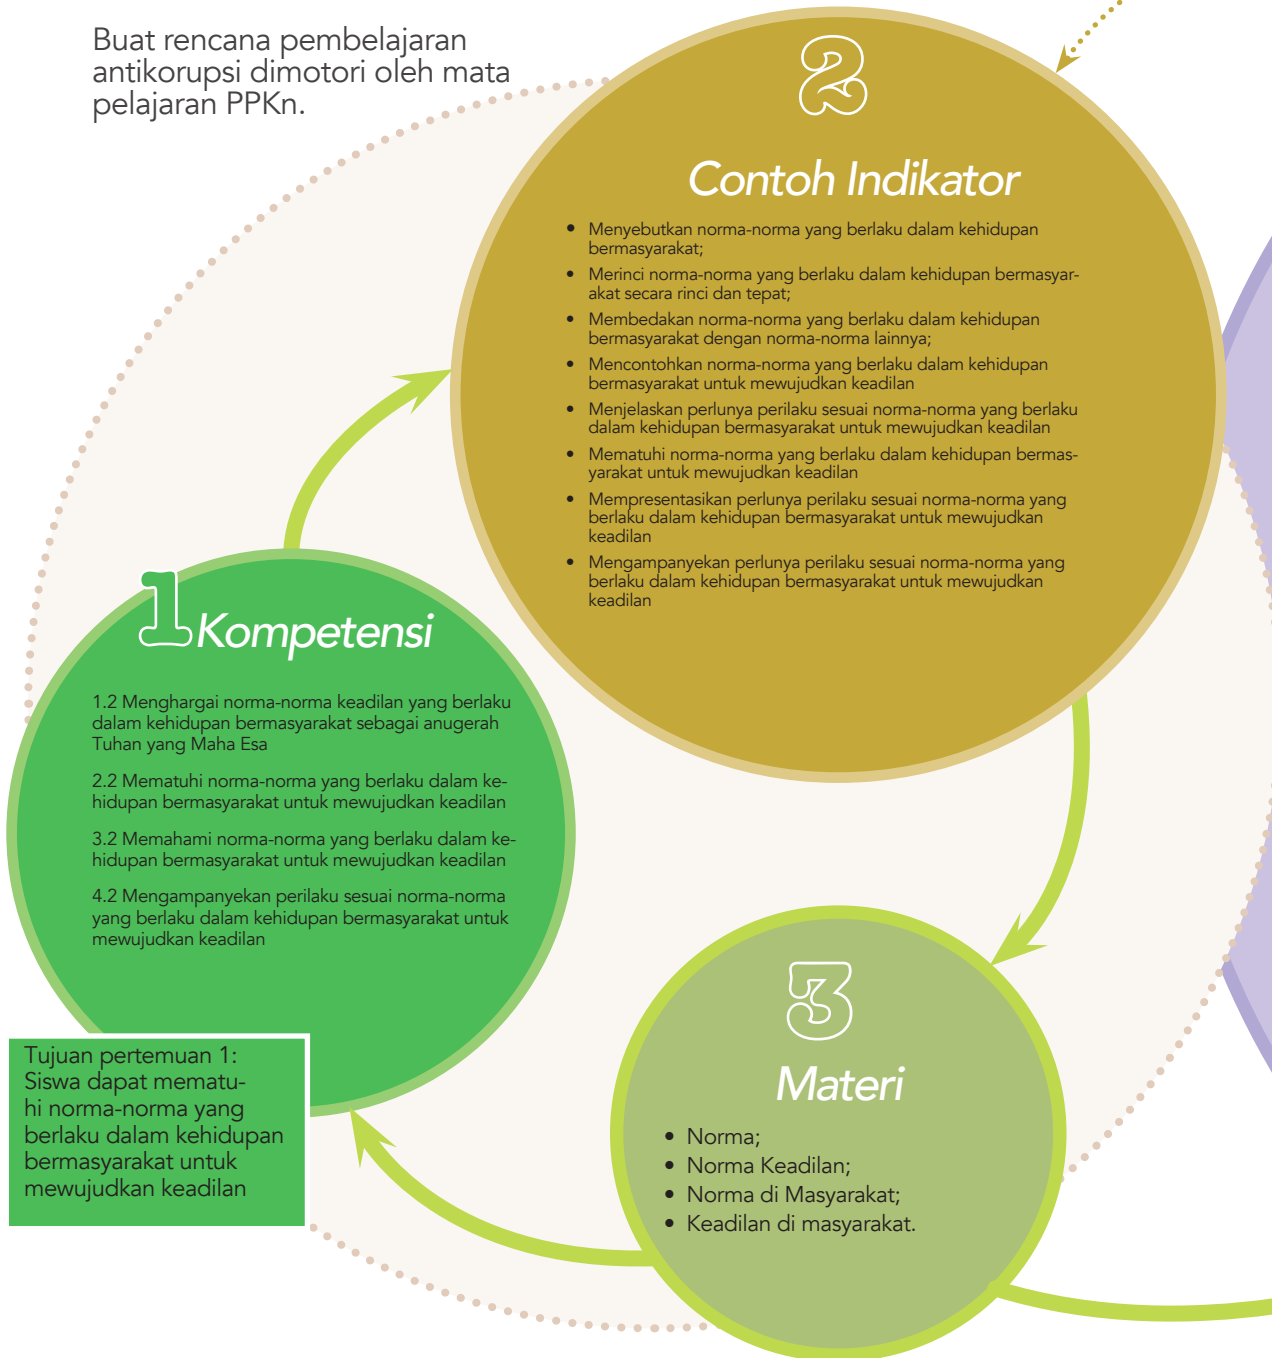 Buat rencana pembelajaran
antikorupsi dimotori oleh mata
pelajaran PPKn.
2
Contoh Indikator
• Menyebutkan norma-norma yang berlaku dalam kehidupan
bermasyarakat;
• Merinci norma-norma yang berlaku dalam kehidupan bermasyar-
akat secara rinci dan tepat;
• Membedakan norma-norma yang berlaku dalam kehidupan
bermasyarakat dengan norma-norma lainnya;
• Mencontohkan norma-norma yang berlaku dalam kehidupan
bermasyarakat untuk mewujudkan keadilan
• Menjelaskan perlunya perilaku sesuai norma-norma yang berlaku
dalam kehidupan bermasyarakat untuk mewujudkan keadilan
• Mematuhi norma-norma yang berlaku dalam kehidupan bermas-
yarakat untuk mewujudkan keadilan
• Mempresentasikan perlunya perilaku sesuai norma-norma yang
berlaku dalam kehidupan bermasyarakat untuk mewujudkan
keadilan
• Mengampanyekan perlunya perilaku sesuai norma-norma yang
berlaku dalam kehidupan bermasyarakat untuk mewujudkan
keadilan
1 Kompetensi
1.2 Menghargai norma-norma keadilan yang berlaku
dalam kehidupan bermasyarakat sebagai anugerah
Tuhan yang Maha Esa
2.2 Mematuhi norma-norma yang berlaku dalam ke-
hidupan bermasyarakat untuk mewujudkan keadilan
3.2 Memahami norma-norma yang berlaku dalam ke-
hidupan bermasyarakat untuk mewujudkan keadilan
4.2 Mengampanyekan perilaku sesuai norma-norma
yang berlaku dalam kehidupan bermasyarakat untuk
mewujudkan keadilan
Tujuan pertemuan 1:
Siswa dapat mematu-
hi norma-norma yang
berlaku dalam kehidupan
bermasyarakat untuk
mewujudkan keadilan
3
Materi
• Norma;
• Norma Keadilan;
• Norma di Masyarakat;
• Keadilan di masyarakat.